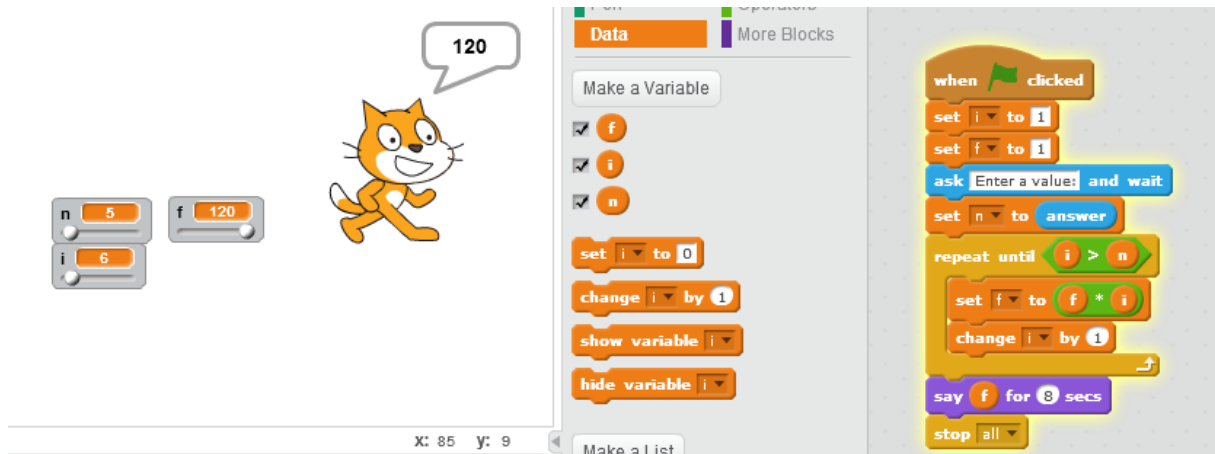 120
n 5
f 120
i 6
x: 85 y: 9
Operators
Data
More Blocks
Make a Variable
f
i
n
set i to 0
change i by 1
show variable i
hide variable i
Make a List
when clicked
set i to 1
set f to 1
ask Enter a value: and wait
set n to answer
repeat until i > n
set f to f * i
change i by 1
say f for 8 secs
stop all